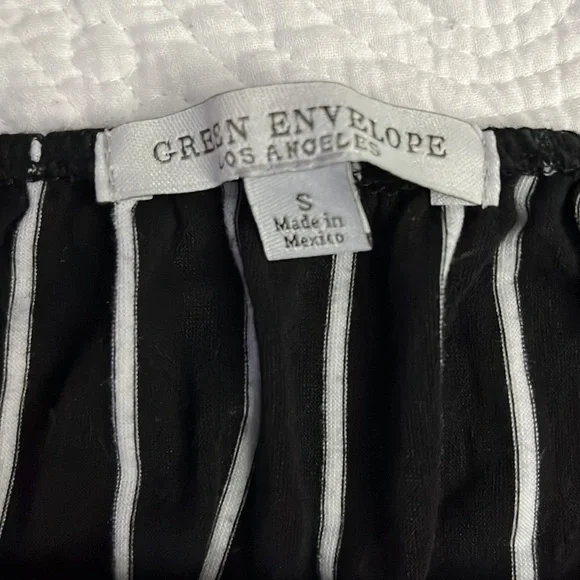 GREEN ENVELOPE
LOS ANGELES
S
Made in
Mexico